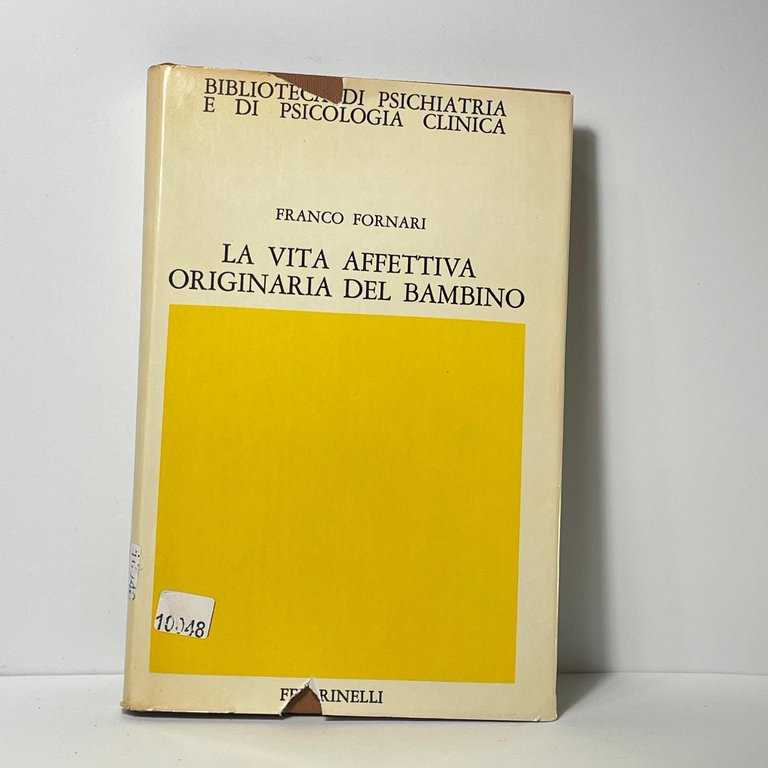 BIBLIOTECA DI PSICHIATRIA
E DI PSICOLOGIA CLINICA
FRANCO FORNARI
LA VITA AFFETTIVA
ORIGINARIA DEL BAMBINO
10048